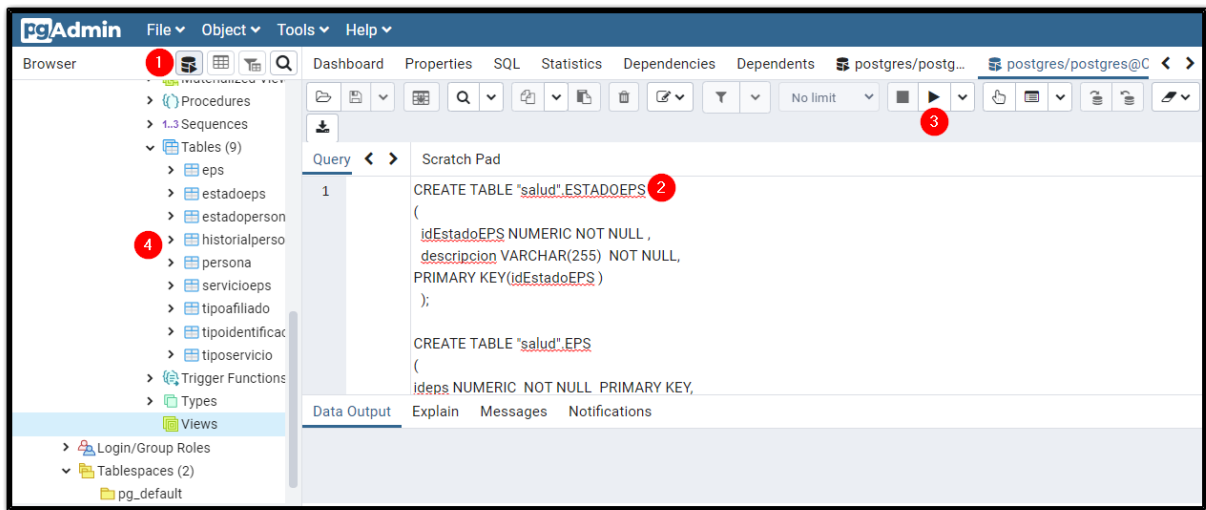 pgAdmin File Object Tools Help
Browser 1 Dashboard Properties SQL Statistics Dependencies Dependents postgres/postg... postgres/postgres@C
Procedures
1..3 Sequences
No limit
3
Tables (9)
eps
estadoeps
estadoperson
historialperso
4
persona
servicioeps
tipoafiliado
tipoidentificac
tiposervicio
Trigger Functions
Types
Views
Login/Group Roles
Tablespaces (2)
pg_default
Query Scratch Pad
1 CREATE TABLE "salud".ESTADOEPS 2
(
idEstadoEPS NUMERIC NOT NULL ,
descripcion VARCHAR(255) NOT NULL,
PRIMARY KEY(idEstadoEPS )
);
CREATE TABLE "salud".EPS
(
ideps NUMERIC NOT NULL PRIMARY KEY,
Data Output Explain Messages Notifications